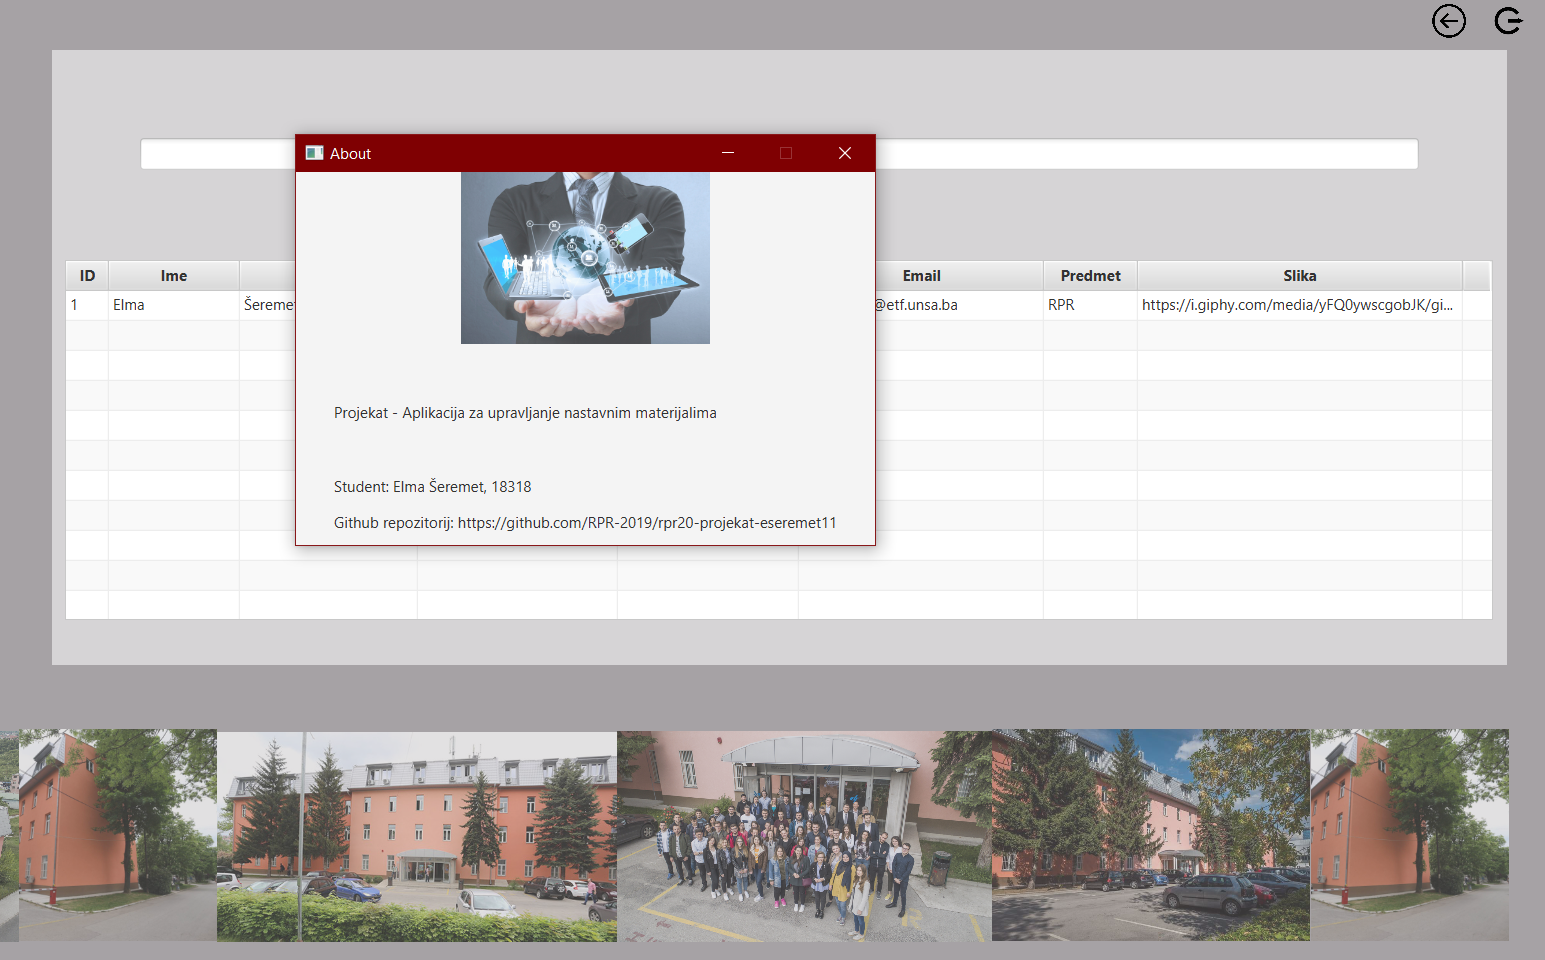 About
ID Ime Email Predmet Slika
1 Elma Šeremet @etf.unsa.ba RPR https://i.giphy.com/media/yFQ0ywscgobJK/gi...
Projekat - Aplikacija za upravljanje nastavnim materijalima
Student: Elma Šeremet, 18318
Github repozitorij: https://github.com/RPR-2019/rpr20-projekat-eseremet11